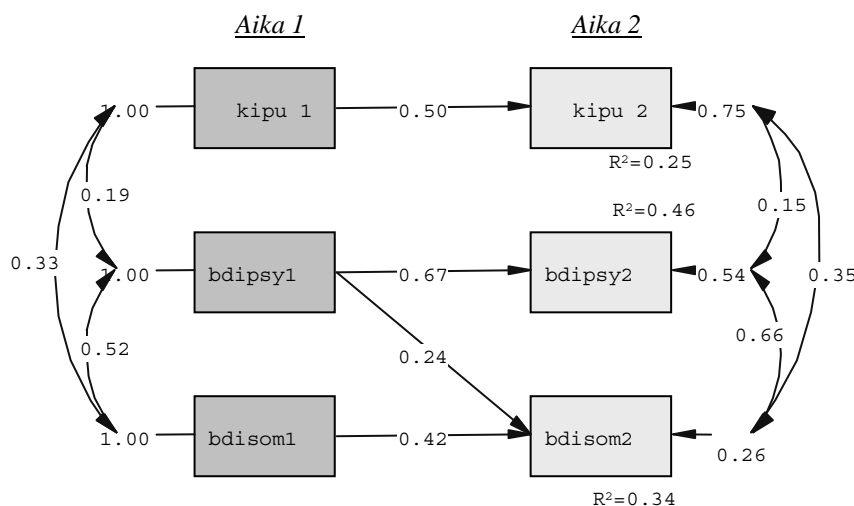 Aika 1 Aika 2
1.00 kipu 1 0.50 kipu 2 0.75
R²=0.25
0.19 R²=0.46 0.15
0.33 0.35
1.00 bdipsy1 0.67 bdipsy2 0.54
0.52 0.24 0.66
1.00 bdisom1 0.42 bdisom2 0.26
R²=0.34